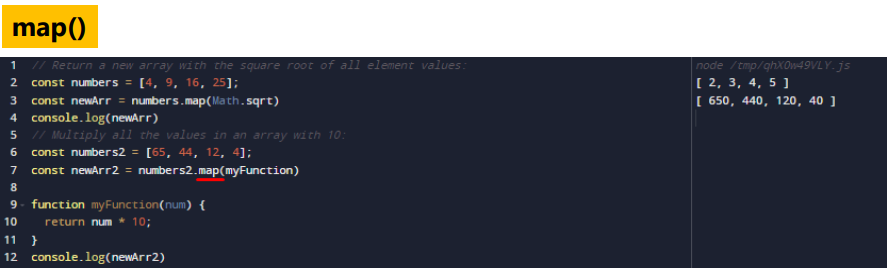 map()
1 // Return a new array with the square root of all element values:
2 const numbers = [4, 9, 16, 25];
3 const newArr = numbers.map(Math.sqrt)
4 console.log(newArr)
5 // Multiply all the values in an array with 10:
6 const numbers2 = [65, 44, 12, 4];
7 const newArr2 = numbers2.map(myFunction)
8
9 function myFunction(num) {
10 return num * 10;
11 }
12 console.log(newArr2)
node /tmp/qhXOw49VLY.js
[ 2, 3, 4, 5 ]
[ 650, 440, 120, 40 ]